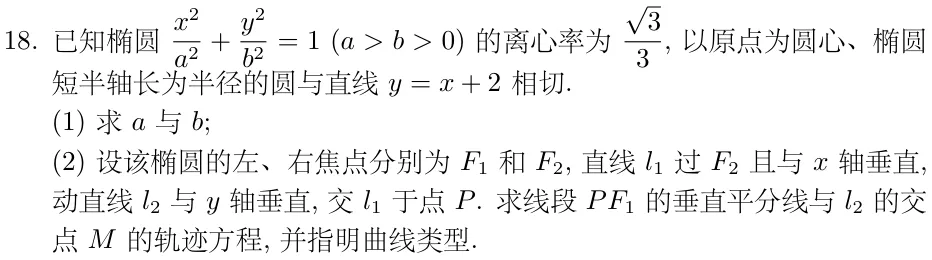 18. 已知椭圆 $\frac{x^2}{a^2} + \frac{y^2}{b^2} = 1$ $(a > b > 0)$ 的离心率为 $\frac{\sqrt{3}}{3}$, 以原点为圆心、椭圆
短半轴长为半径的圆与直线 $y = x + 2$ 相切.
(1) 求 $a$ 与 $b$;
(2) 设该椭圆的左、右焦点分别为 $F_1$ 和 $F_2$, 直线 $l_1$ 过 $F_2$ 且与 $x$ 轴垂直,
动直线 $l_2$ 与 $y$ 轴垂直, 交 $l_1$ 于点 $P$. 求线段 $PF_1$ 的垂直平分线与 $l_2$ 的交
点 $M$ 的轨迹方程, 并指明曲线类型.